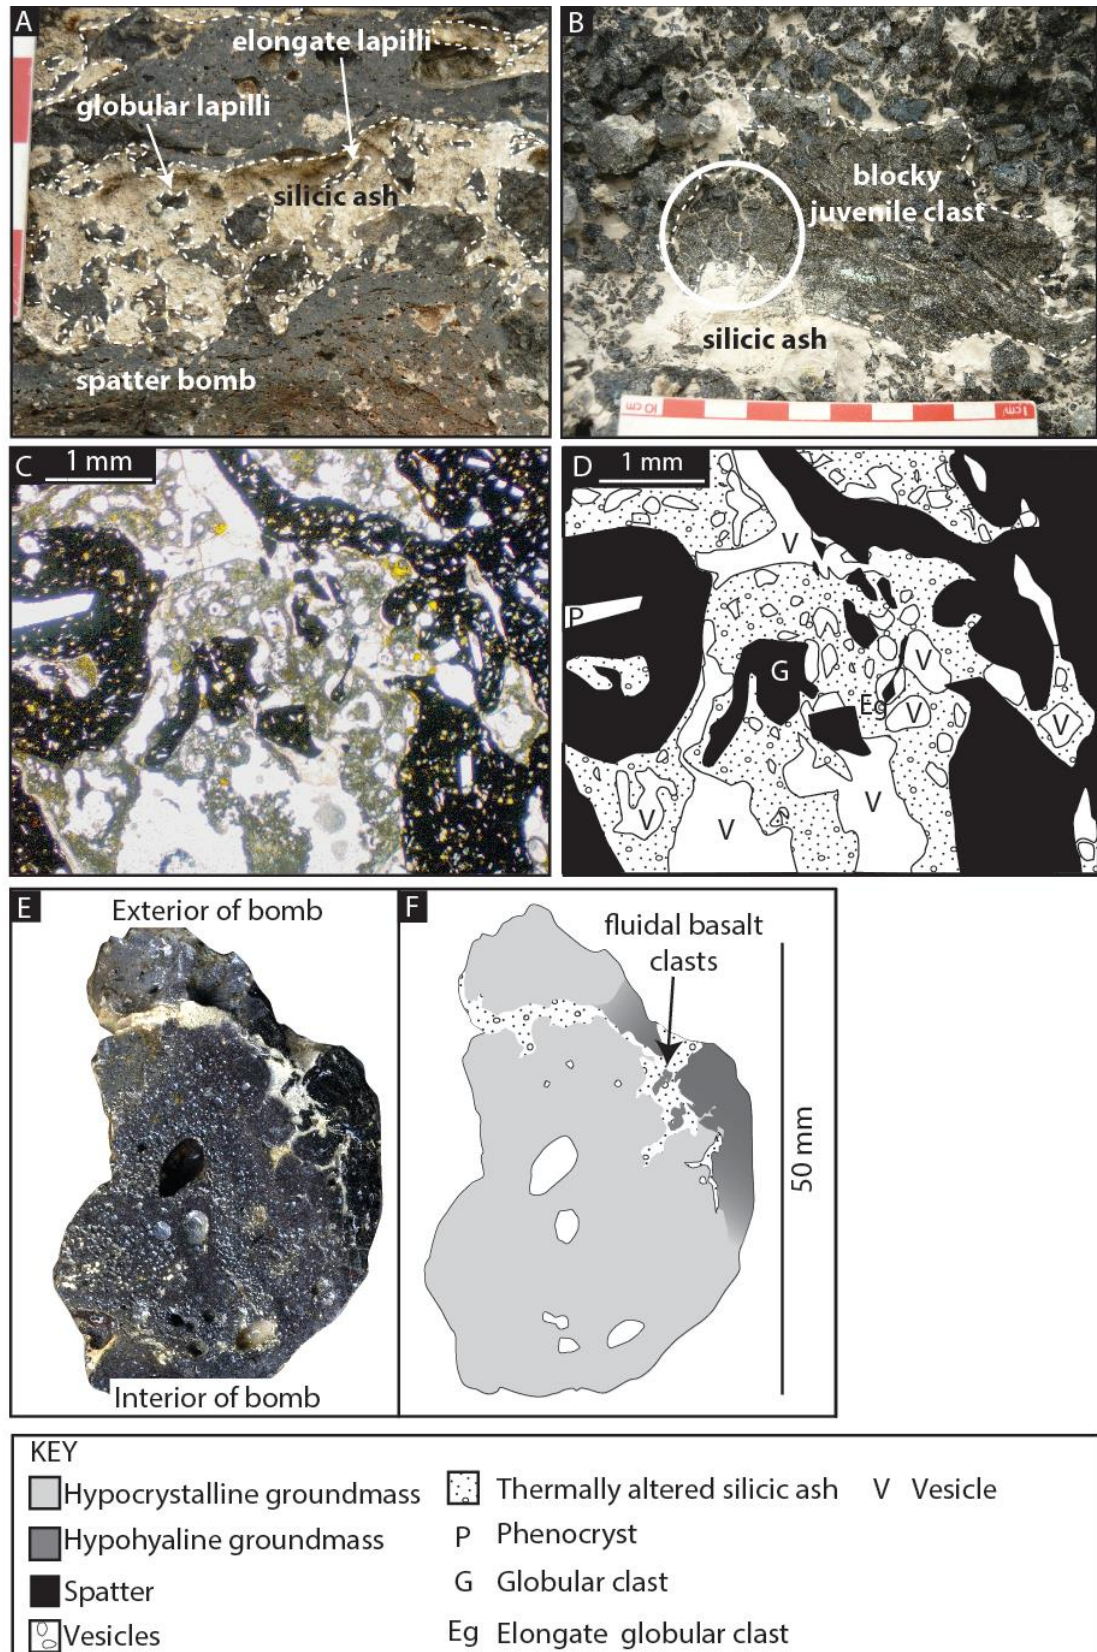 A
elongate lapilli
globular lapilli
silicic ash
spatter bomb
B
blocky
juvenile clast
silicic ash
10 cm
1 cm
C
1 mm
D
1 mm
V
P
G
V
Eg
V
V
V
V
V
E
Exterior of bomb
Interior of bomb
F
fluidal basalt
clasts
50 mm
KEY
Hypocrystalline groundmass
Hypohyaline groundmass
Spatter
Vesicles
Thermally altered silicic ash
P Phenocryst
G Globular clast
Eg Elongate globular clast
V Vesicle